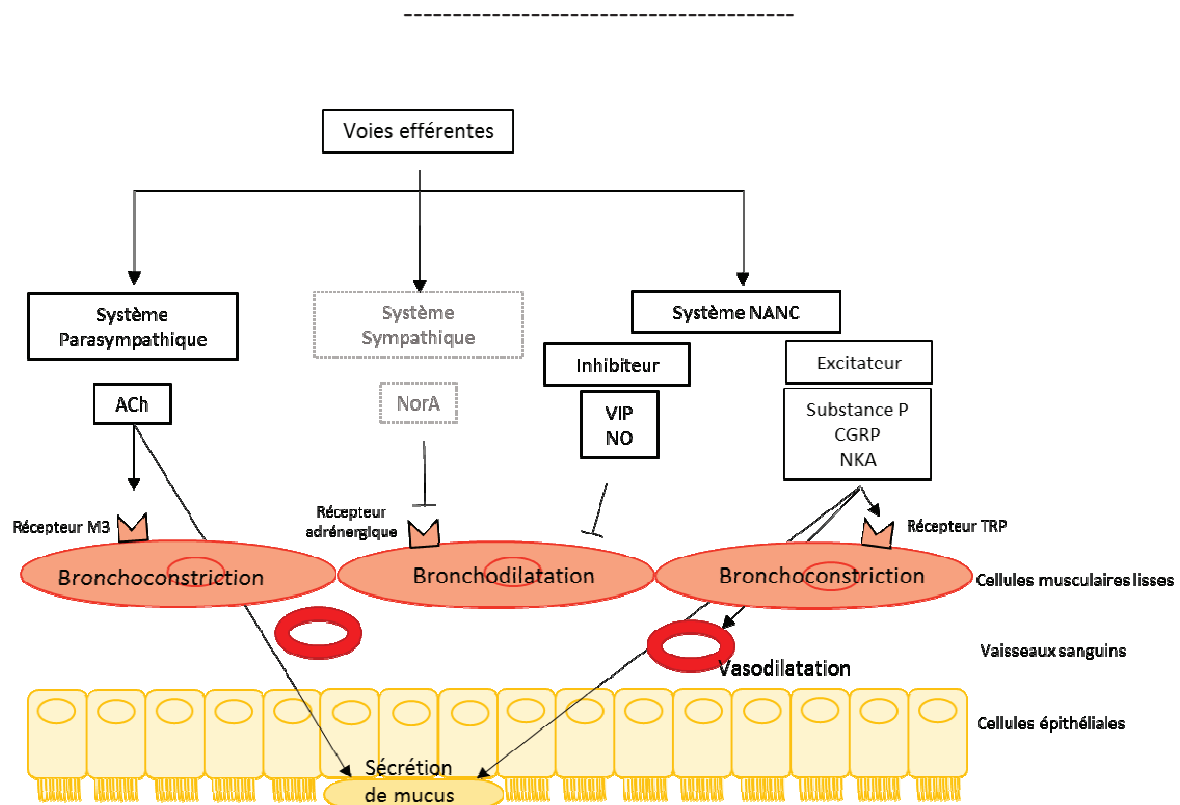 Voies efférentes
Système
Parasympathique
Système
Sympathique
Système NANC
Inhibiteur
Excitateur
ACh
NorA
VIP
NO
Substance P
CGRP
NKA
Récepteur M3
Récepteur
adrénergique
Récepteur TRP
Bronchoconstriction
Bronchodilatation
Bronchoconstriction
Cellules musculaires lisses
Vaisseaux sanguins
Vasodilatation
Cellules épithéliales
Sécrétion
de mucus